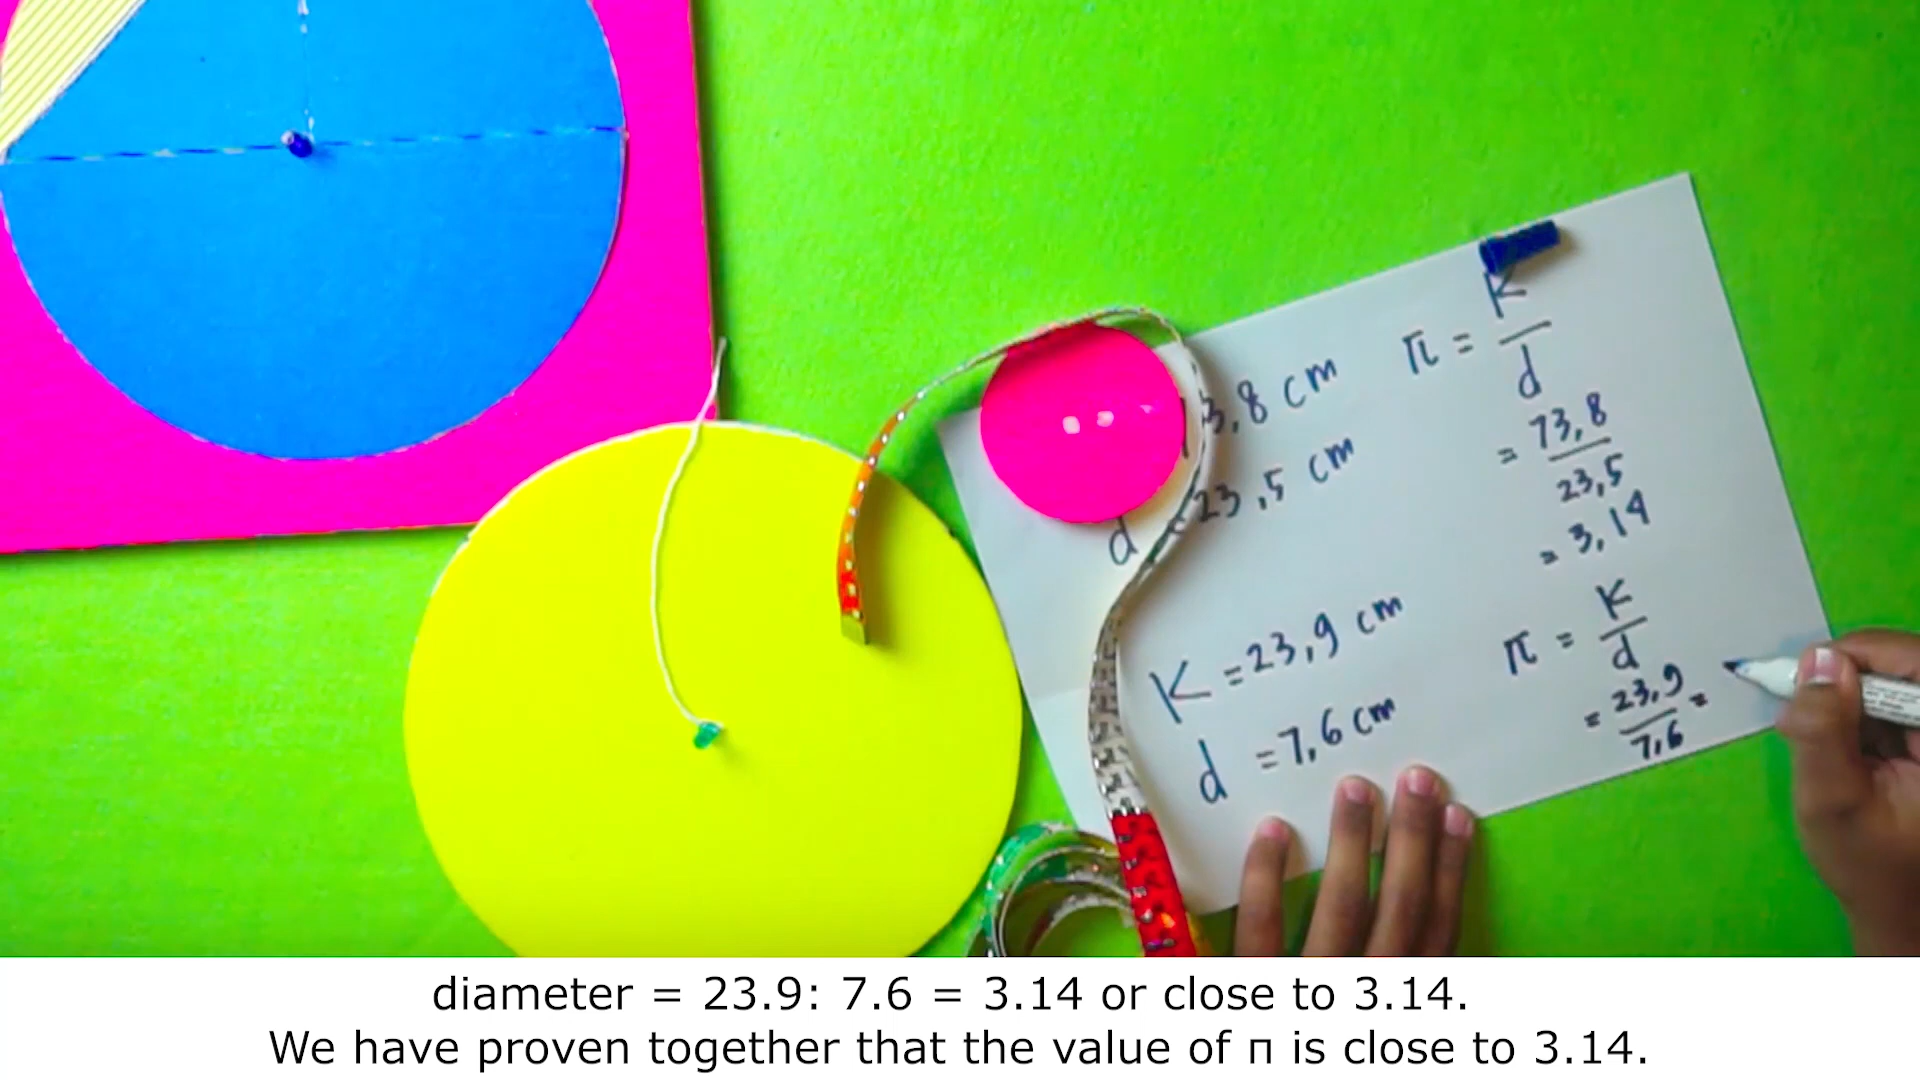 3,8 cm
d 23,5 cm
π = K
d
= 73,8
23,5
= 3,14
K = 23,9 cm
d = 7,6 cm
π = K
d
= 23,9 =
7,6
diameter = 23.9: 7.6 = 3.14 or close to 3.14.
We have proven together that the value of π is close to 3.14.